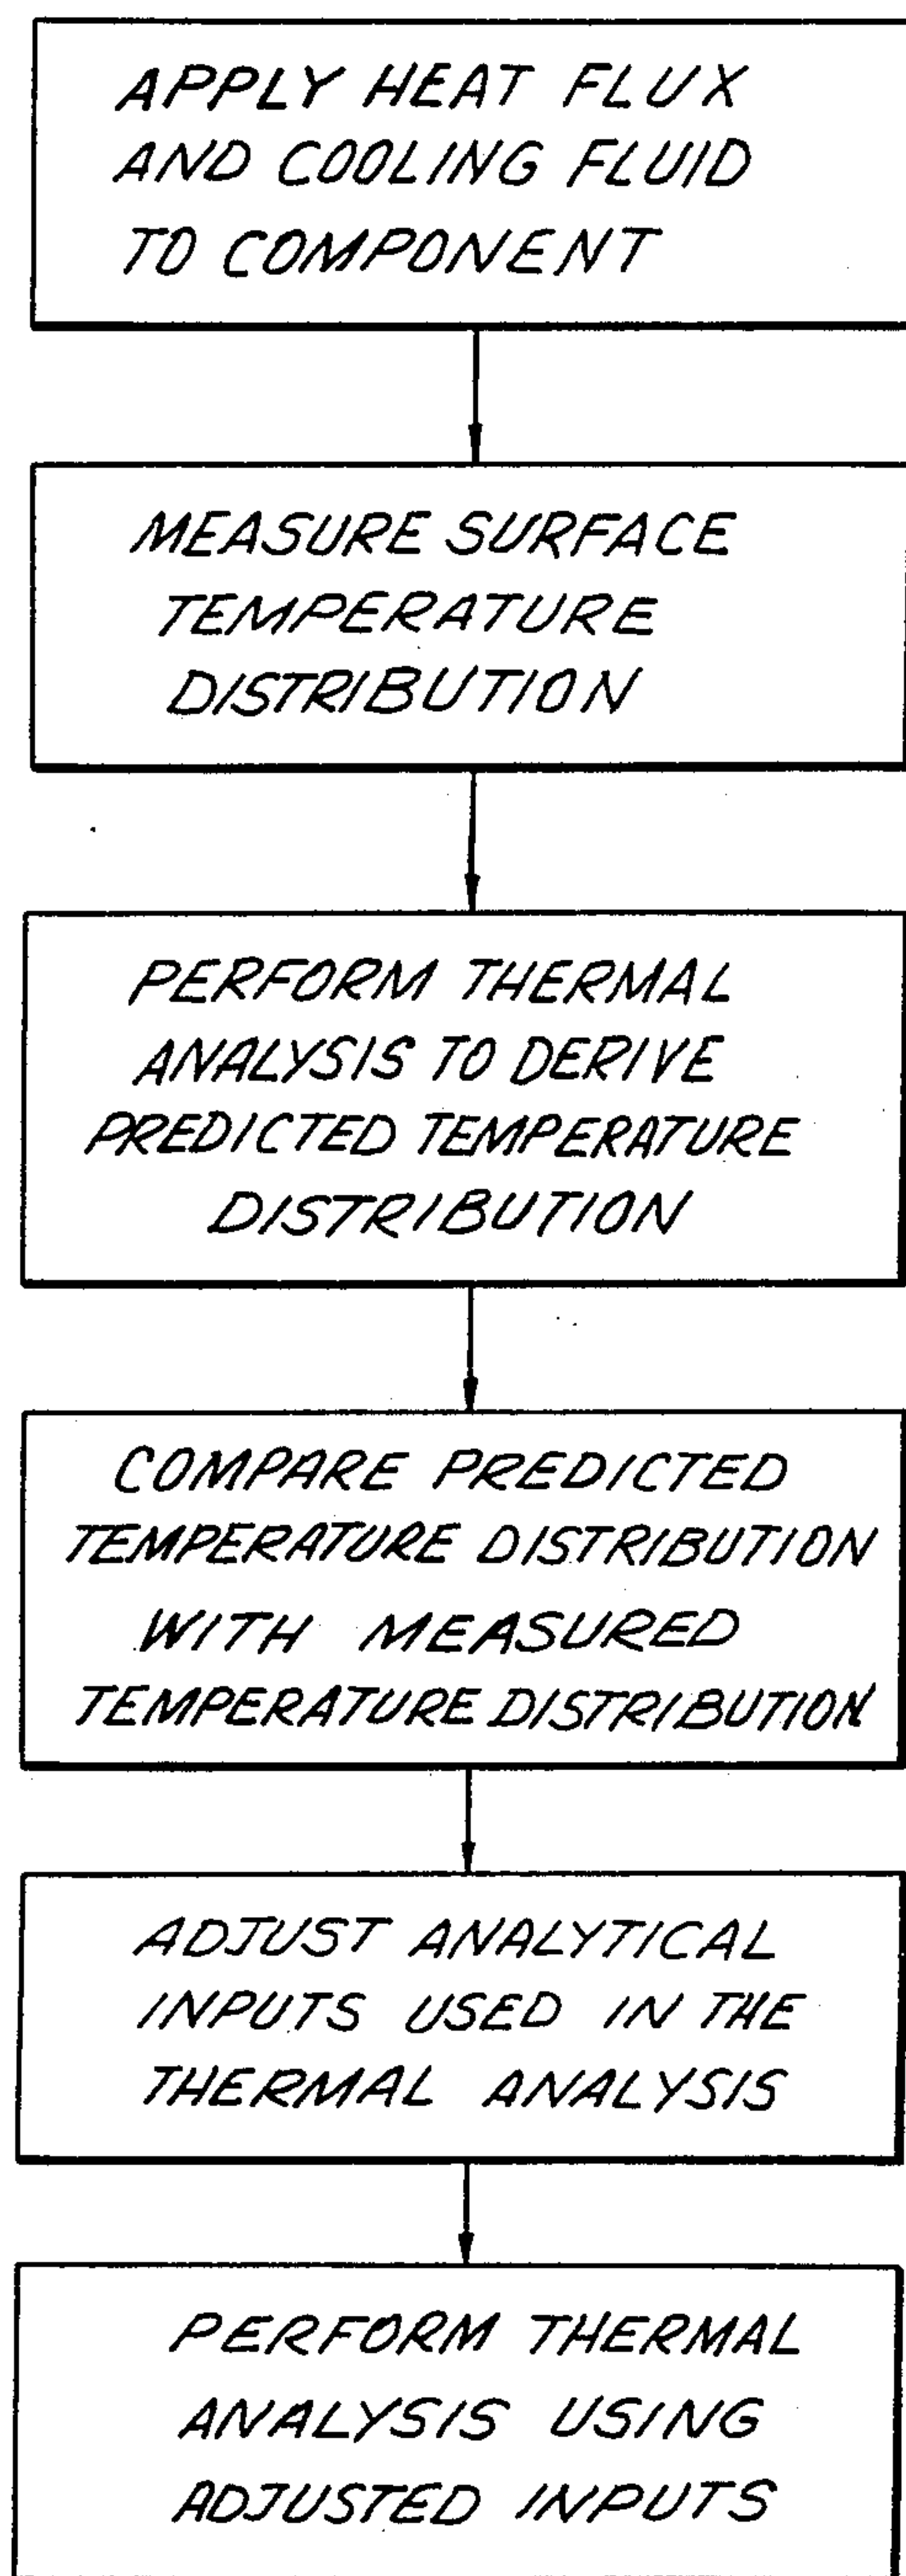 APPLY HEAT FLUX
AND COOLING FLUID
TO COMPONENT
MEASURE SURFACE
TEMPERATURE
DISTRIBUTION
PERFORM THERMAL
ANALYSIS TO DERIVE
PREDICTED TEMPERATURE
DISTRIBUTION
COMPARE PREDICTED
TEMPERATURE DISTRIBUTION
WITH MEASURED
TEMPERATURE DISTRIBUTION
ADJUST ANALYTICAL
INPUTS USED IN THE
THERMAL ANALYSIS
PERFORM THERMAL
ANALYSIS USING
ADJUSTED INPUTS